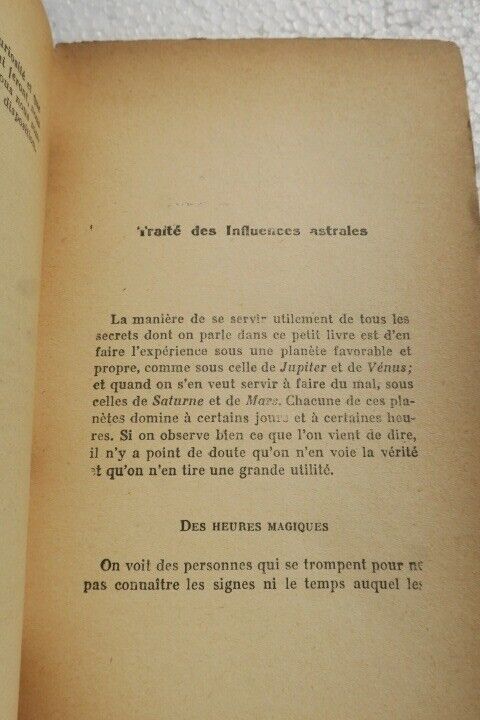 Traité des Influences astrales
La manière de se servir utilement de tous les
secrets dont on parle dans ce petit livre est d'en
faire l'expérience sous une planète favorable et
propre, comme sous celle de Jupiter et de Vénus;
et quand on s'en veut servir à faire du mal, sous
celles de Saturne et de Mars. Chacune de ces pla-
nètes domine à certains jours et à certaines heu-
res. Si on observe bien ce que l'on vient de dire,
il n'y a point de doute qu'on n'en voie la vérité
et qu'on n'en tire une grande utilité.
DES HEURES MAGIQUES
On voit des personnes qui se trompent pour ne
pas connaître les signes ni le temps auquel les